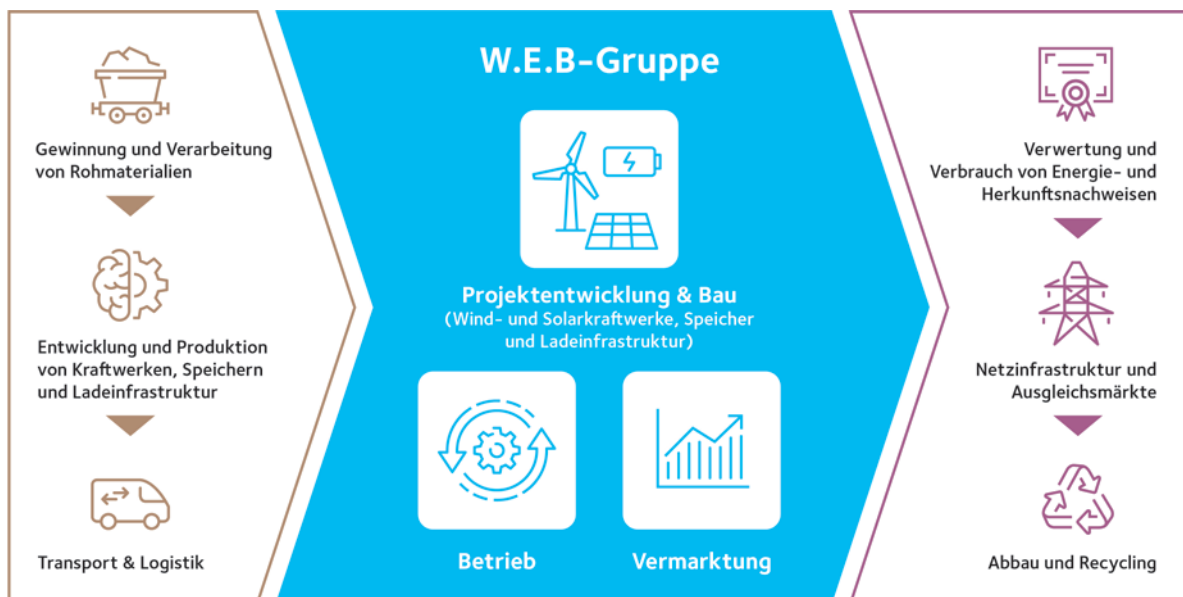 Gewinnung und Verarbeitung
von Rohmaterialien
Entwicklung und Produktion
von Kraftwerken, Speichern
und Ladeinfrastruktur
Transport & Logistik
W.E.B-Gruppe
Projektentwicklung & Bau
(Wind- und Solarkraftwerke, Speicher
und Ladeinfrastruktur)
Betrieb
Vermarktung
Verwertung und
Verbrauch von Energie- und
Herkunftsnachweisen
Netzinfrastruktur und
Ausgleichsmärkte
Abbau und Recycling